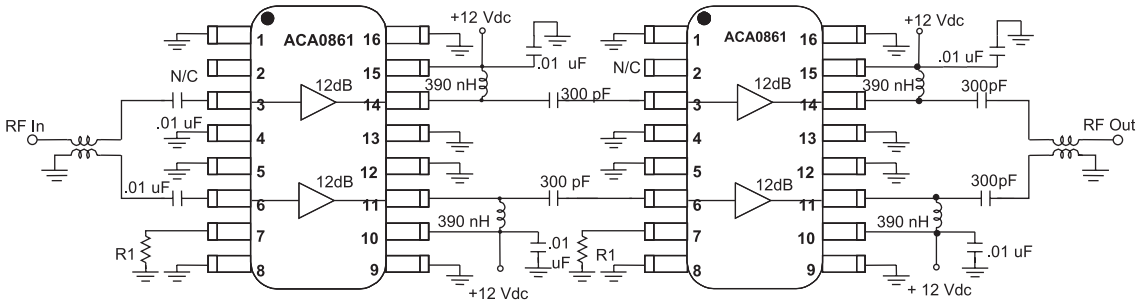 +12 Vdc
+12 Vdc
1
ACA0861
16
1
ACA0861
16
2
15
.01 uF
2
15
.01 uF
N/C
N/C
12dB
390 nH
12dB
390 nH
3
14
300 pF
3
14
300pF
RF In
.01 uF
4
13
4
13
RF Out
5
12
5
12
.01 uF
12dB
300 pF
12dB
300pF
6
11
6
11
390 nH
390 nH
7
10
.01
uF
7
10
.01 uF
R1
R1
8
9
8
9
+12 Vdc
+ 12 Vdc